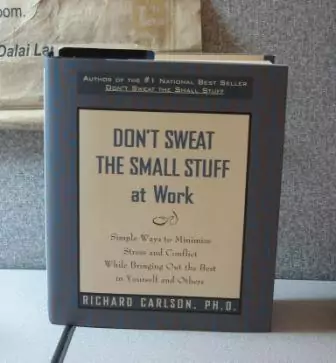 oom.
Dalai La
AUTHOR OF THE #1 NATIONAL BEST SELLER
DON'T SWEAT THE SMALL STUFF
DON'T SWEAT
THE SMALL STUFF
at Work
Simple Ways to Minimize
Stress and Conflict
While Bringing Out the Best
in Yourself and Others
RICHARD CARLSON, PH.D.